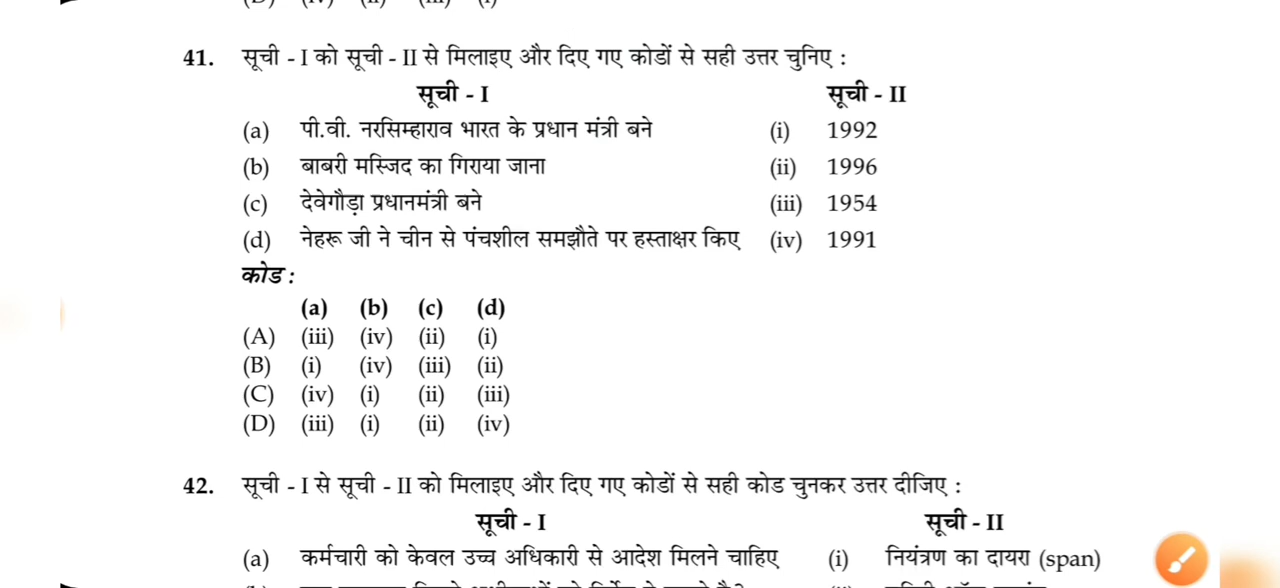 41. सूची - I को सूची - II से मिलाइए और दिए गए कोडों से सही उत्तर चुनिए :
सूची - I सूची - II
(a) पी.वी. नरसिम्हाराव भारत के प्रधान मंत्री बने (i) 1992
(b) बाबरी मस्जिद का गिराया जाना (ii) 1996
(c) देवेगौड़ा प्रधानमंत्री बने (iii) 1954
(d) नेहरू जी ने चीन से पंचशील समझौते पर हस्ताक्षर किए (iv) 1991
कोड :
(a) (b) (c) (d)
(A) (iii) (iv) (ii) (i)
(B) (i) (iv) (iii) (ii)
(C) (iv) (i) (ii) (iii)
(D) (iii) (i) (ii) (iv)
42. सूची - I से सूची - II को मिलाइए और दिए गए कोडों से सही कोड चुनकर उत्तर दीजिए :
सूची - I सूची - II
(a) कर्मचारी को केवल उच्च अधिकारी से आदेश मिलने चाहिए (i) नियंत्रण का दायरा (span)